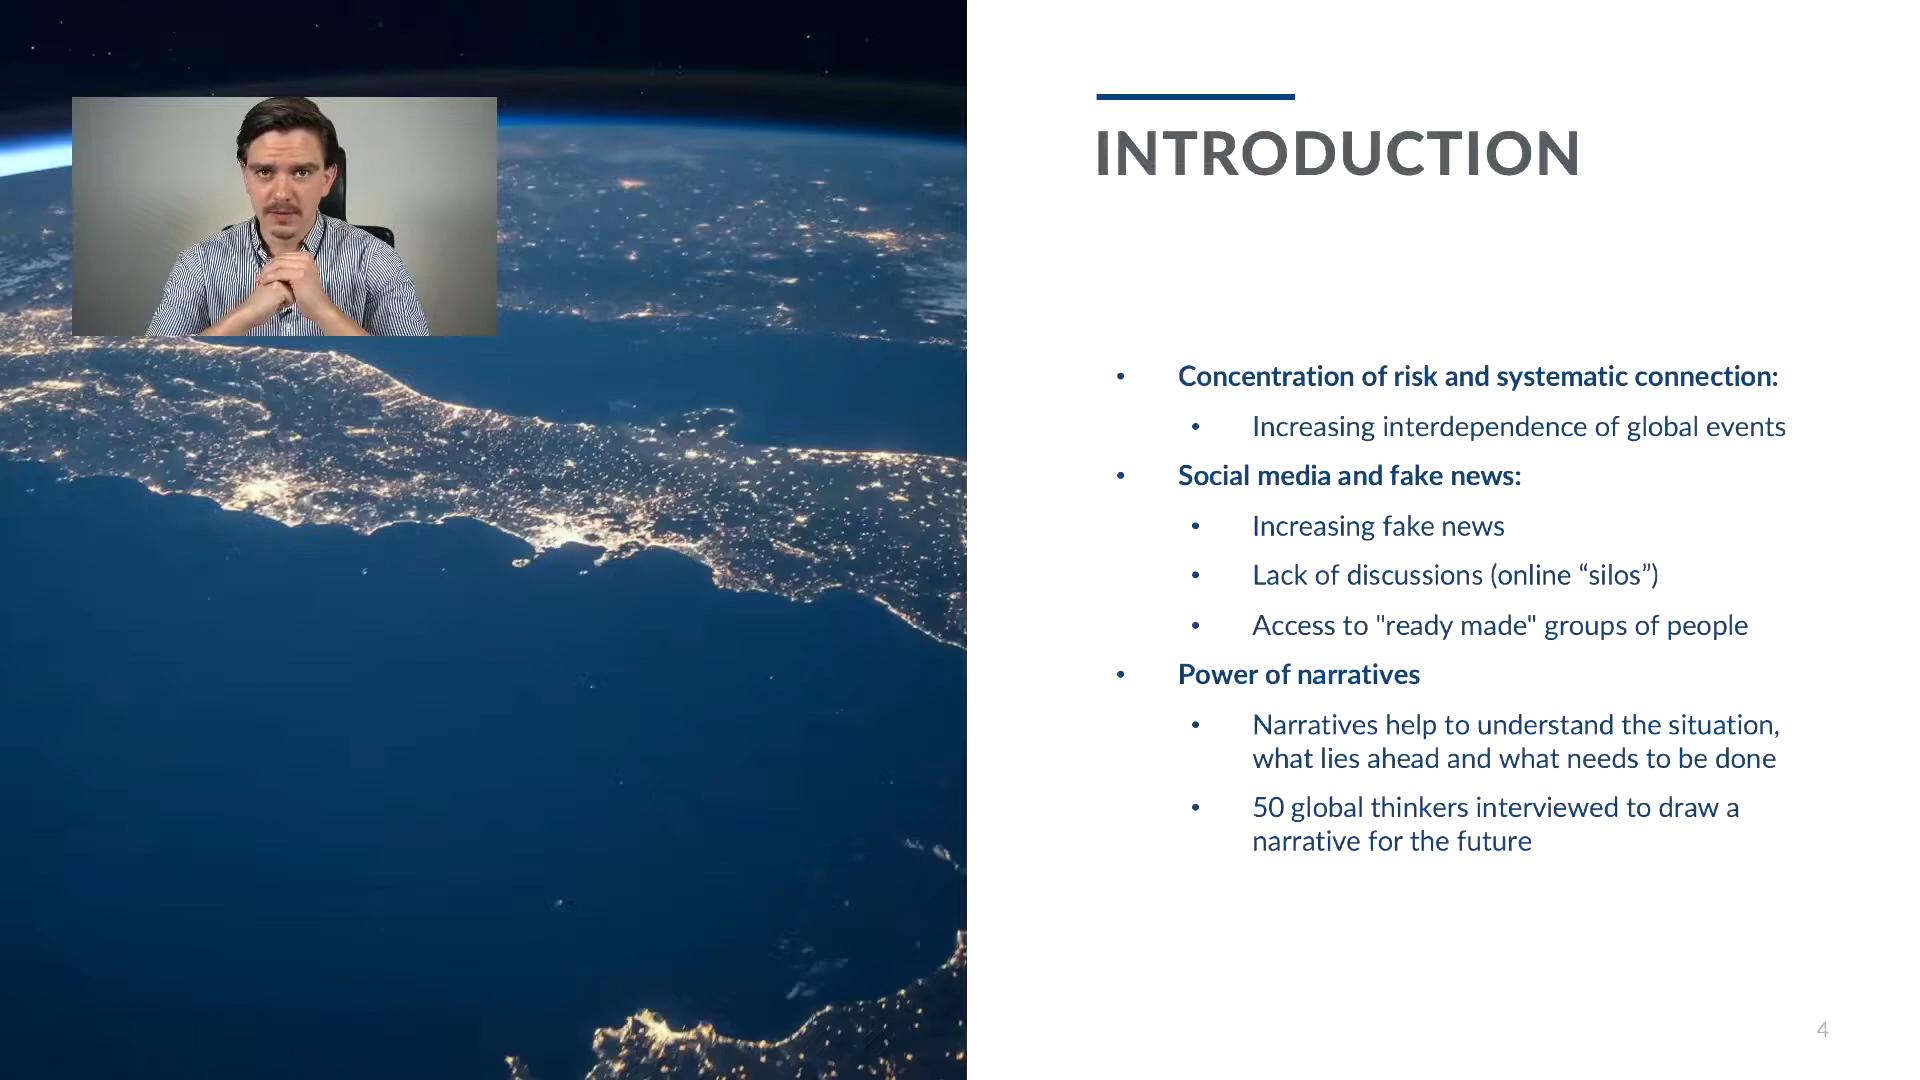 INTRODUCTION
• Concentration of risk and systematic connection:
• Increasing interdependence of global events
• Social media and fake news:
• Increasing fake news
• Lack of discussions (online “silos”)
• Access to "ready made" groups of people
• Power of narratives
• Narratives help to understand the situation,
what lies ahead and what needs to be done
• 50 global thinkers interviewed to draw a
narrative for the future
4